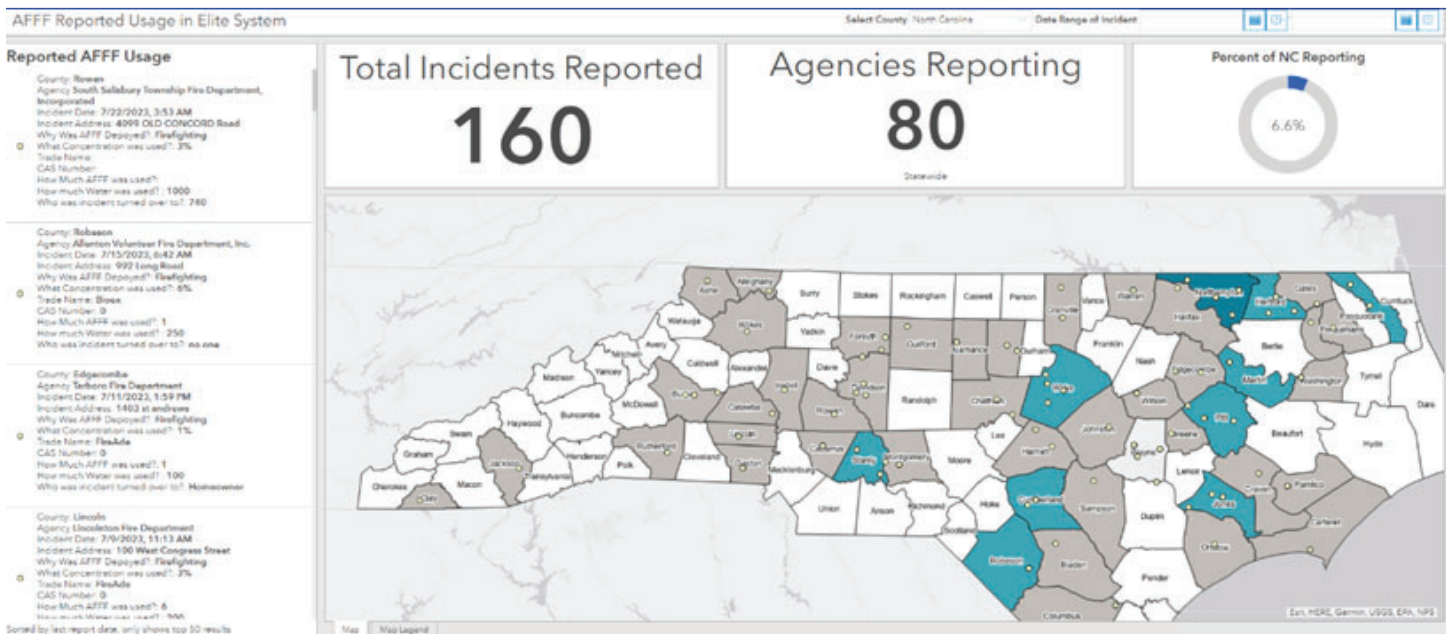 AFFF Reported Usage in Elite System
Select County North Carolina
Date Range of Incident
Reported AFFF Usage
County: Rowan
Agency South Salisbury Township Fire Department,
Incorporated
Incident Date: 7/22/2023, 3:53 AM
Incident Address: 4099 OLD CONCORD Road
Why Was AFFF Depoyed?: Firefighting
What Concentration was used?: 3%
Trade Name:
CAS Number:
How Much AFFF was used?:
How much Water was used?: 1000
Who was incident turned over to?: 740
County: Robeson
Agency Allenton Volunteer Fire Department, Inc.
Incident Date: 7/15/2023, 6:42 AM
Incident Address: 992 Long Road
Why Was AFFF Depoyed?: Firefighting
What Concentration was used?: 6%
Trade Name: Bioex
CAS Number: 0
How Much AFFF was used?: 1
How much Water was used?: 250
Who was incident turned over to?: no one
County: Edgecombe
Agency Tarboro Fire Department
Incident Date: 7/11/2023, 1:59 PM
Incident Address: 1403 st andrews
Why Was AFFF Depoyed?: Firefighting
What Concentration was used?: 1%
Trade Name: FireAde
CAS Number: 0
How Much AFFF was used?: 1
How much Water was used?: 100
Who was incident turned over to?: Homeowner
County: Lincoln
Agency Lincolnton Fire Department
Incident Date: 7/9/2023, 11:13 AM
Incident Address: 100 West Congress Street
Why Was AFFF Depoyed?: Firefighting
What Concentration was used?: 3%
Trade Name: FireAde
CAS Number: 0
How Much AFFF was used?: 6
How much Water was used?: 300
Sorted by last report date, only shows top 50 results
Total Incidents Reported
160
Agencies Reporting
80
Statewide
Percent of NC Reporting
6.6%
Ashe
Alleghany
Surry
Stokes
Rockingham
Caswell
Person
Granville
Vance
Warren
Northampton
Hertford
Gates
Currituck
Pasquotank
Perquimans
Halifax
Watauga
Wilkes
Yadkin
Forsyth
Guilford
Alamance
Durham
Franklin
Nash
Bertie
Avery
Mitchell
Yancey
Madison
Caldwell
Alexander
Davie
Iredell
Davidson
Randolph
Chatham
Wake
Wilson
Edgecombe
Martin
Washington
Tyrrell
Dare
Buncombe
McDowell
Burke
Catawba
Rowan
Haywood
Swain
Graham
Cherokee
Clay
Macon
Jackson
Transylvania
Henderson
Polk
Rutherford
Cleveland
Lincoln
Gaston
Mecklenburg
Cabarrus
Stanly
Montgomery
Moore
Lee
Harnett
Johnston
Wayne
Greene
Pitt
Beaufort
Hyde
Lenoir
Craven
Pamlico
Jones
Carteret
Onslow
Union
Anson
Richmond
Hoke
Scotland
Cumberland
Sampson
Duplin
Robeson
Bladen
Pender
Columbus
Esri, HERE, Garmin, USGS, EPA, NPS
Map
Map Legend